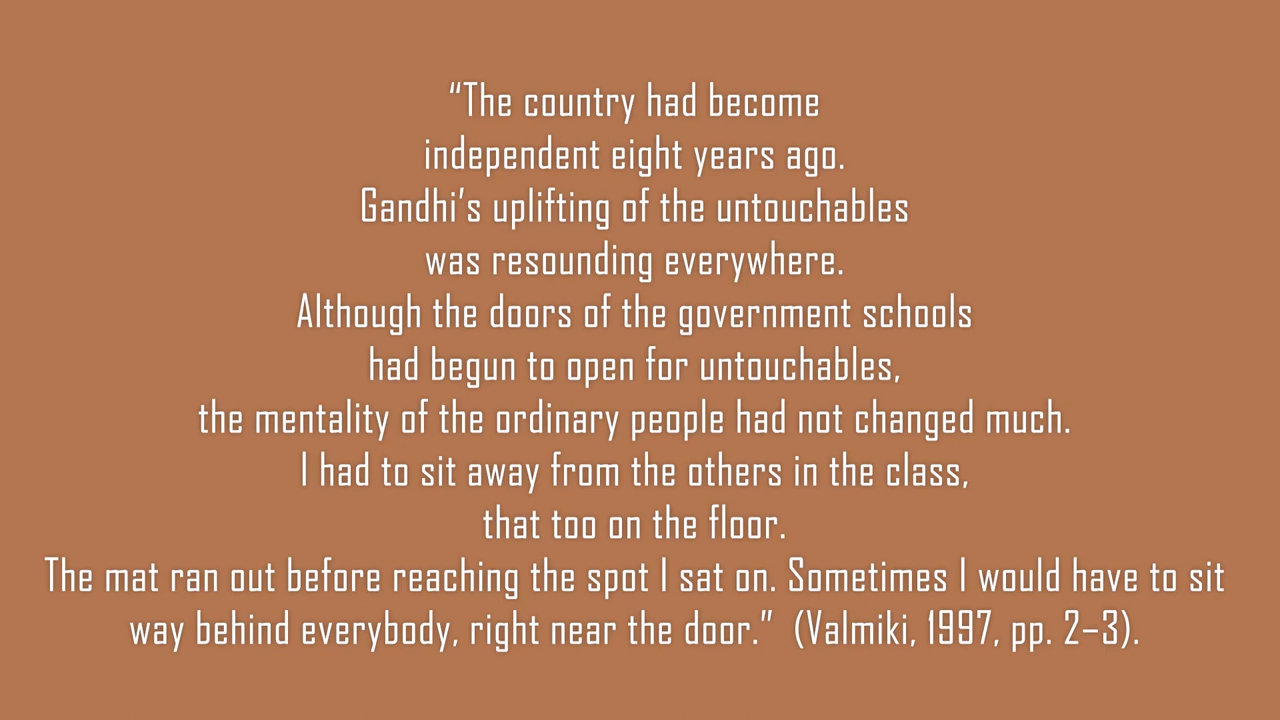 “The country had become
independent eight years ago.
Gandhi’s uplifting of the untouchables
was resounding everywhere.
Although the doors of the government schools
had begun to open for untouchables,
the mentality of the ordinary people had not changed much.
I had to sit away from the others in the class,
that too on the floor.
The mat ran out before reaching the spot I sat on. Sometimes I would have to sit
way behind everybody, right near the door.” (Valmiki, 1997, pp. 2–3).